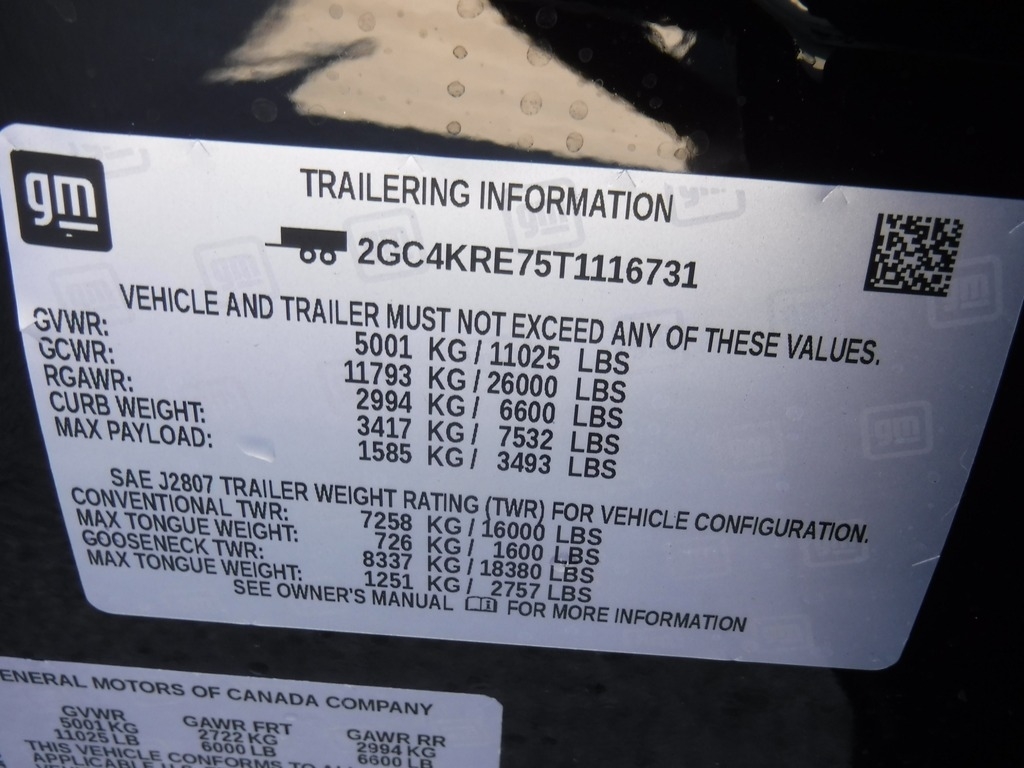 gm
TRAILERING INFORMATION
2GC4KRE75T1116731
VEHICLE AND TRAILER MUST NOT EXCEED ANY OF THESE VALUES.
GVWR: 5001 KG / 11025 LBS
GCWR: 11793 KG / 26000 LBS
RGAWR: 2994 KG / 6600 LBS
CURB WEIGHT: 3417 KG / 7532 LBS
MAX PAYLOAD: 1585 KG / 3493 LBS
SAE J2807 TRAILER WEIGHT RATING (TWR) FOR VEHICLE CONFIGURATION.
CONVENTIONAL TWR: 7258 KG / 16000 LBS
MAX TONGUE WEIGHT: 726 KG / 1600 LBS
GOOSENECK TWR: 8337 KG / 18380 LBS
MAX TONGUE WEIGHT: 1251 KG / 2757 LBS
SEE OWNER'S MANUAL FOR MORE INFORMATION
ENERAL MOTORS OF CANADA COMPANY
GVWR GAWR FRT GAWR RR
5001 KG 2722 KG 2994 KG
11025 LB 6000 LB 6600 LB
THIS VEHICLE CONFORMS TO
APPLICABLE